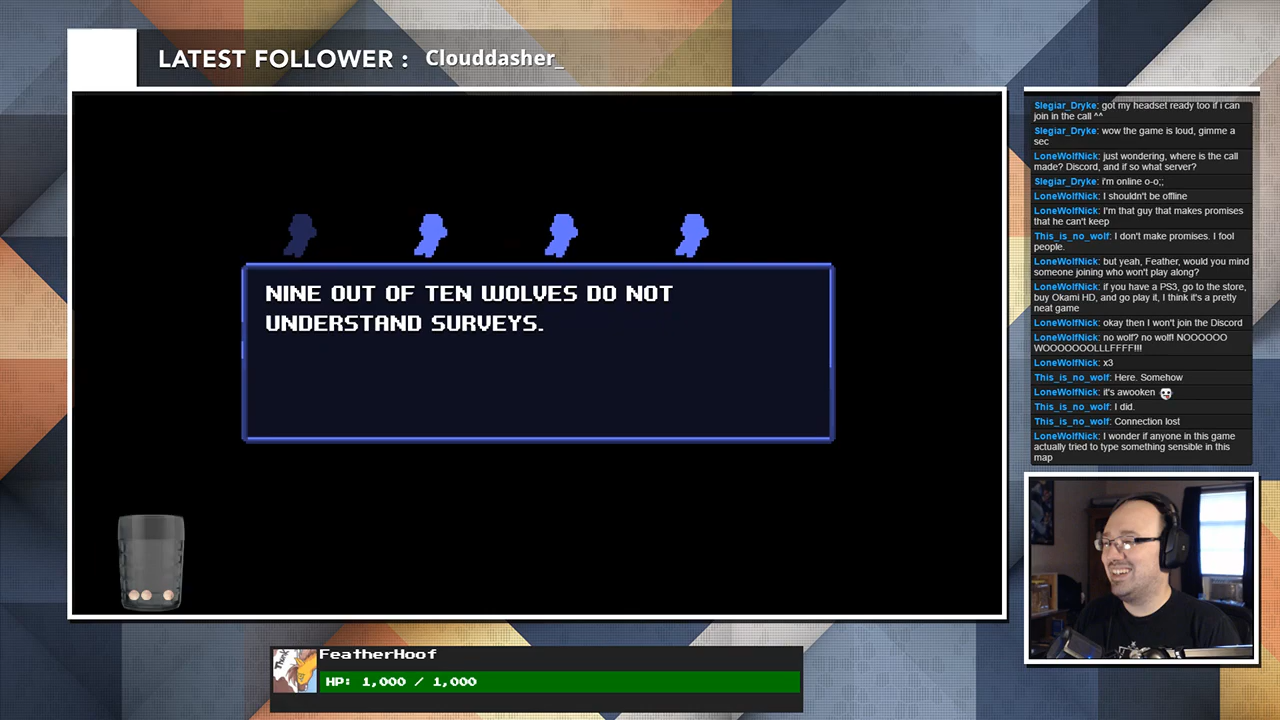 LATEST FOLLOWER : Clouddasher_
NINE OUT OF TEN WOLVES DO NOT
UNDERSTAND SURVEYS.
Slegiar_Dryke: got my headset ready too if i can
join in the call ^^
Slegiar_Dryke: wow the game is loud, gimme a
sec
LoneWolfNick: just wondering, where is the call
made? Discord, and if so what server?
Slegiar_Dryke: i'm online o-o;;
LoneWolfNick: I shouldn't be offline
LoneWolfNick: I'm that guy that makes promises
that he can't keep
This_is_no_wolf: I don't make promises. I fool
people.
LoneWolfNick: but yeah, Feather, would you mind
someone joining who won't play along?
LoneWolfNick: if you have a PS3, go to the store,
buy Okami HD, and go play it, I think it's a pretty
neat game
LoneWolfNick: okay then I won't join the Discord
LoneWolfNick: no wolf? no wolf! NOOOOOO
WOOOOOOOLLLFFFF!!!
LoneWolfNick: x3
This_is_no_wolf: Here. Somehow
LoneWolfNick: it's awooken
This_is_no_wolf: I did.
This_is_no_wolf: Connection lost
LoneWolfNick: I wonder if anyone in this game
actually tried to type something sensible in this
map
FeatherHoof
HP: 1,000 / 1,000